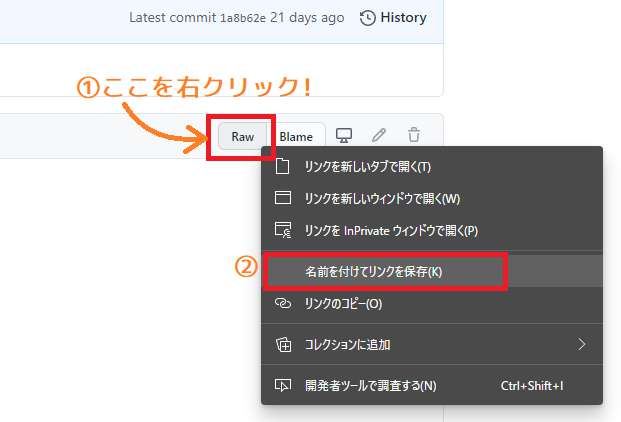 Latest commit 1a8b62e 21 days ago History
①ここを右クリック!
Raw Blame
リンクを新しいタブで開く(T)
リンクを新しいウィンドウで開く(W)
リンクを InPrivate ウィンドウで開く(P)
②
名前を付けてリンクを保存(K)
リンクのコピー(O)
コレクションに追加
開発者ツールで調査する(N) Ctrl+Shift+I